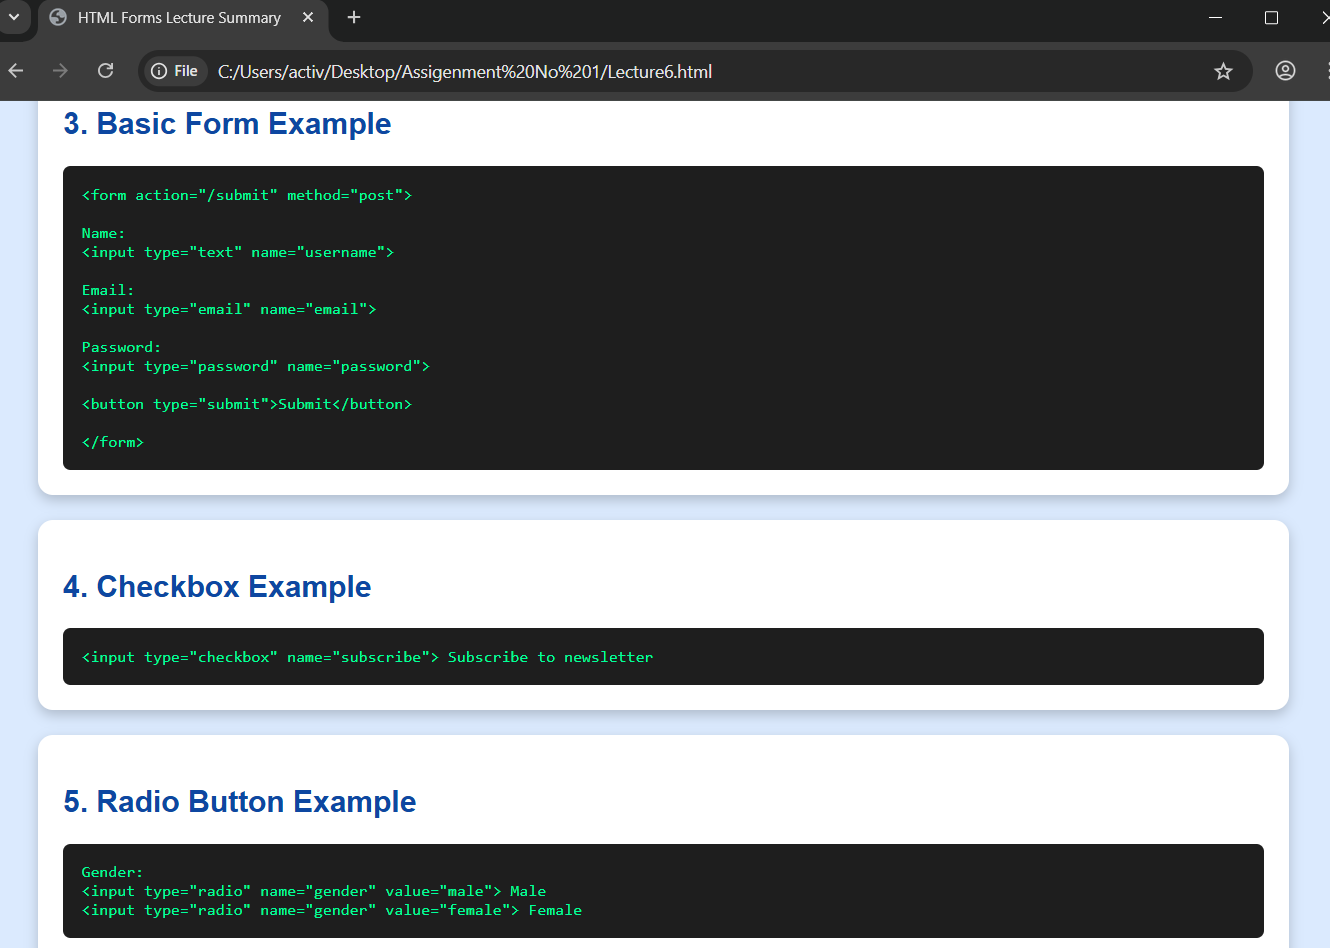 HTML Forms Lecture Summary
File C:/Users/activ/Desktop/Assigenment%20No%201/Lecture6.html
3. Basic Form Example
<form action="/submit" method="post">
Name:
<input type="text" name="username">
Email:
<input type="email" name="email">
Password:
<input type="password" name="password">
<button type="submit">Submit</button>
</form>
4. Checkbox Example
<input type="checkbox" name="subscribe"> Subscribe to newsletter
5. Radio Button Example
Gender:
<input type="radio" name="gender" value="male"> Male
<input type="radio" name="gender" value="female"> Female